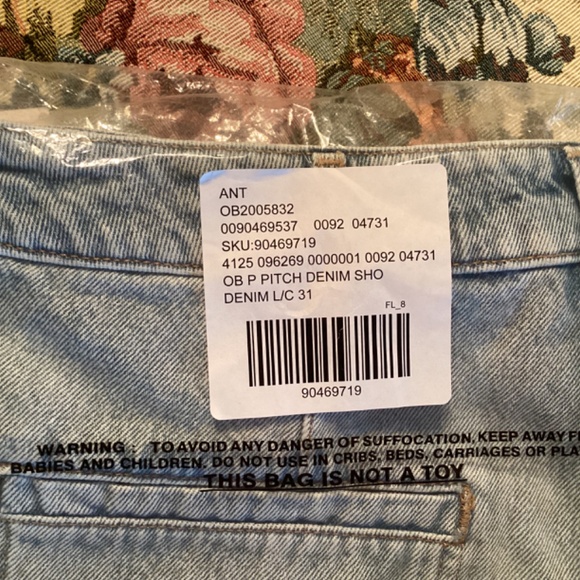 ANT
OB2005832
0090469537 0092 04731
SKU:90469719
4125 096269 0000001 0092 04731
OB P PITCH DENIM SHO
DENIM L/C 31
FL_8
90469719
WARNING : TO AVOID ANY DANGER OF SUFFOCATION, KEEP AWAY F
BABIES AND CHILDREN. DO NOT USE IN CRIBS, BEDS, CARRIAGES OR PLA
THIS BAG IS NOT A TOY